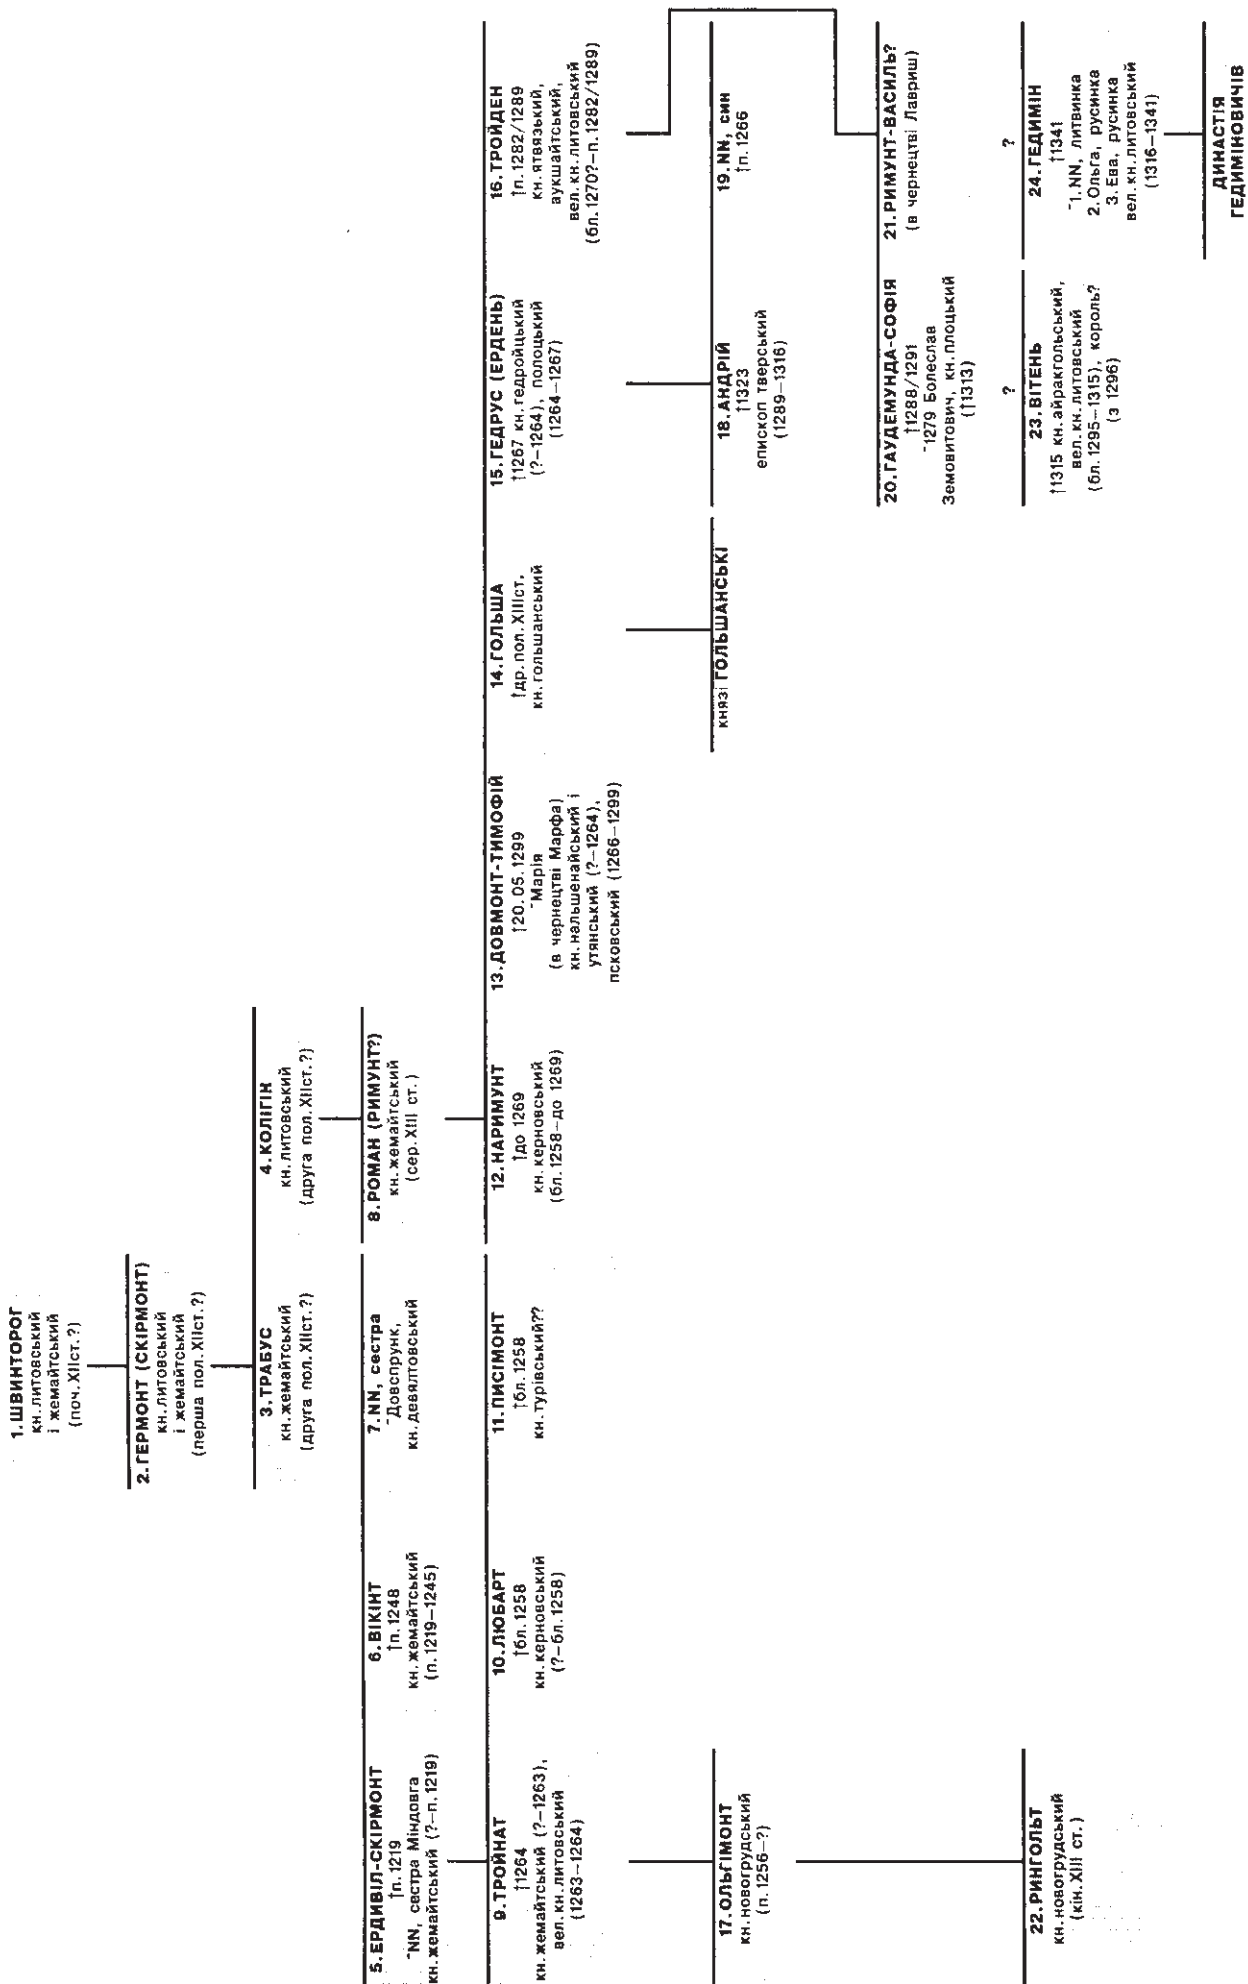 1.ШВИНТОРОГ
кн.литовський
і жемайтський
(поч.XIIст.?)
2.ГЕРМОНТ (СКІРМОНТ)
кн.литовський
і жемайтський
(перша пол.XIIст.?)
3.ТРАБУС
кн.жемайтський
(друга пол.XIIст.?)
4.КОЛІГІН
кн.литовський
(друга пол.XIIст.?)
5.ЕРДИВІЛ-СКІРМОНТ
†п.1219
~NN, сестра Міндовга
кн.жемайтський (?–п.1219)
6.ВІКІНТ
†п.1248
кн.жемайтський
(п.1219–1245)
7.NN, сестра
~Довспрунк,
кн.девялтовський
8.РОМАН (РИМУНТ?)
кн.жемайтський
(сер.XIII ст.)
9.ТРОЙНАТ
†1264
кн.жемайтський (?–1263),
вел.кн.литовський
(1263–1264)
10.ЛЮБАРТ
†бл.1258
кн.керновський
(?–бл.1258)
11.ПИСІМОНТ
†бл.1258
кн.турівський??
12.НАРИМУНТ
†до 1269
кн.керновський
(бл.1258–до 1269)
13.ДОВМОНТ-ТИМОФІЙ
†20.05.1299
~Марія
(в чернецтві Марфа)
кн.нальшенайський і
утянський (?–1264),
псковський (1266–1299)
14.ГОЛЬША
†др.пол.XIIIст.
кн.гольшанський
15.ГЕДРУС (ЕРДЕНЬ)
†1267 кн.гедройцький
(?–1264), полоцький
(1264–1267)
16.ТРОЙДЕН
†п.1282/1289
кн.ятвязький,
аукшайтський,
вел.кн.литовський
(бл.1270?–п.1282/1289)
17.ОЛЬГІМОНТ
кн.новогрудський
(п.1256–?)
князі ГОЛЬШАНСЬКІ
18.АНДРІЙ
†1323
епископ тверський
(1289–1316)
19.NN, син
†п.1266
20.ГАУДЕМУНДА-СОФІЯ
†1288/1291
~1279 Болеслав
Земовитович, кн.плоцький
(†1313)
21.РИМУНТ-ВАСИЛЬ?
(в чернецтві Лавриш)
22.РИНГОЛЬТ
кн.новогрудський
(кін.XIII ст.)
?
23.ВІТЕНЬ
†1315 кн.айрагкольський,
вел.кн.литовський
(бл.1295–1315), король?
(з 1296)
?
24.ГЕДИМІН
†1341
~1.NN, литвинка
2.Ольга, русинка
3.Ева, русинка
вел.кн.литовський
(1316–1341)
ДИНАСТІЯ
ГЕДИМІНОВИЧІВ